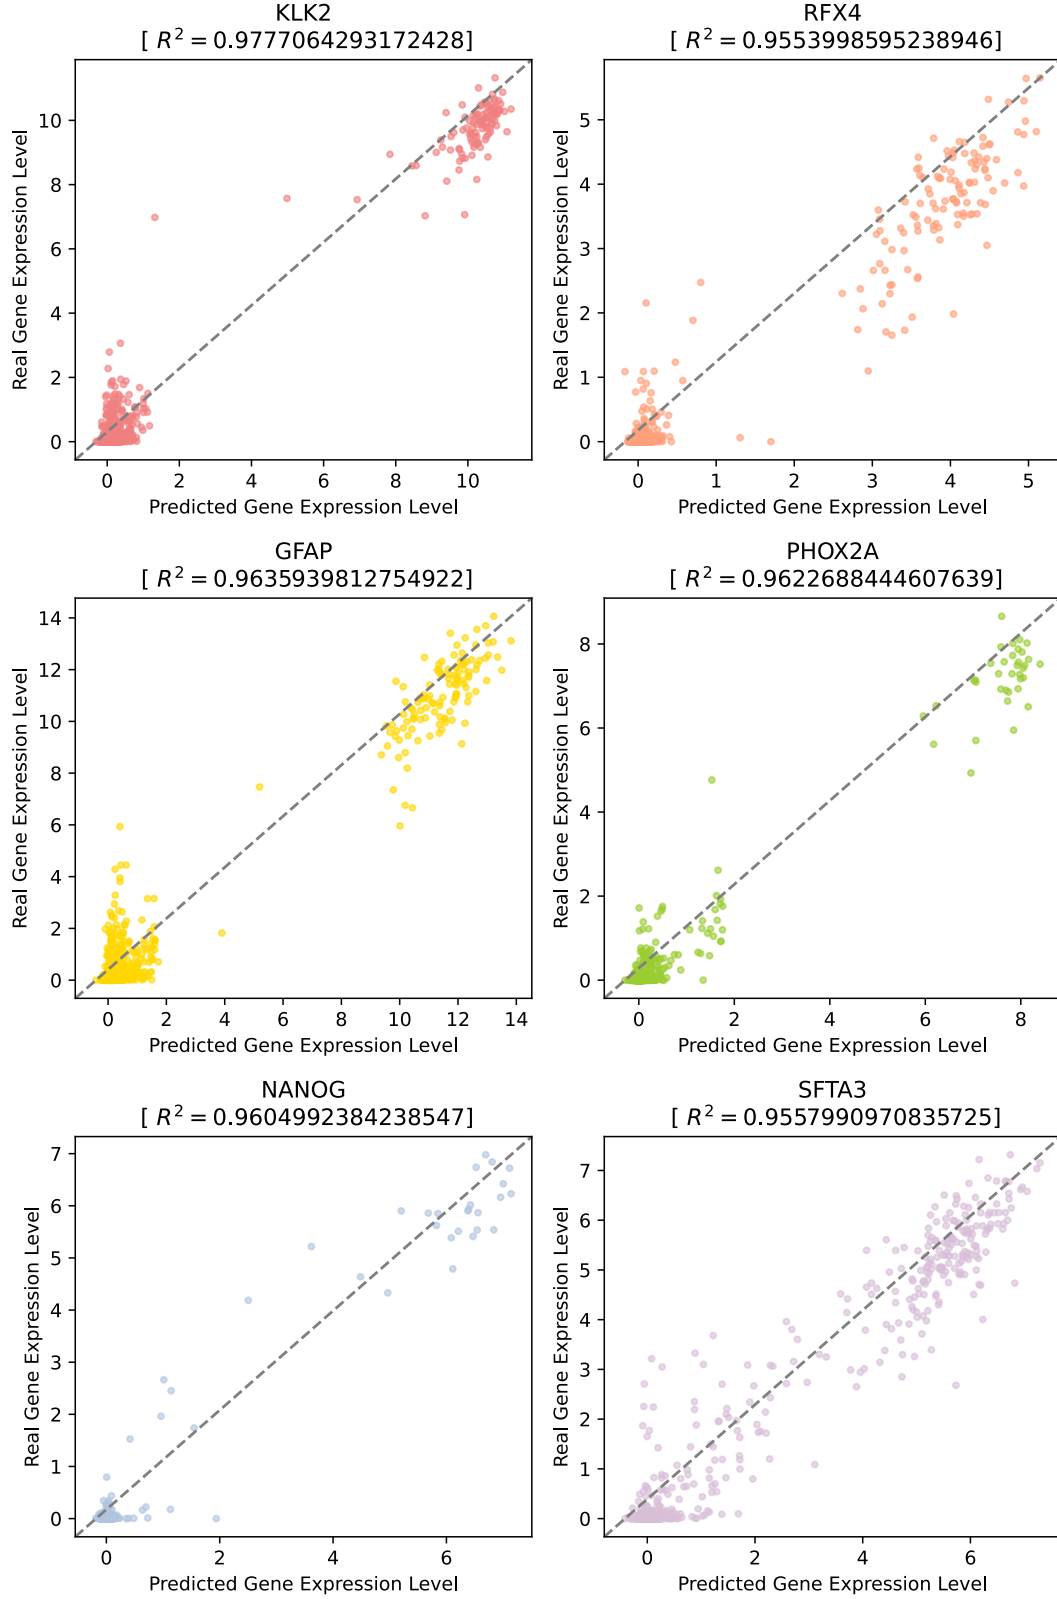 KLK2
[ R² = 0.9777064293172428]
Real Gene Expression Level
10
8
6
4
2
0
0 2 4 6 8 10
Predicted Gene Expression Level
RFX4
[ R² = 0.9553998595238946]
Real Gene Expression Level
5
4
3
2
1
0
0 1 2 3 4 5
Predicted Gene Expression Level
GFAP
[ R² = 0.9635939812754922]
Real Gene Expression Level
14
12
10
8
6
4
2
0
0 2 4 6 8 10 12 14
Predicted Gene Expression Level
PHOX2A
[ R² = 0.9622688444607639]
Real Gene Expression Level
8
6
4
2
0
0 2 4 6 8
Predicted Gene Expression Level
NANOG
[ R² = 0.9604992384238547]
Real Gene Expression Level
7
6
5
4
3
2
1
0
0 2 4 6
Predicted Gene Expression Level
SFTA3
[ R² = 0.9557990970835725]
Real Gene Expression Level
7
6
5
4
3
2
1
0
0 2 4 6
Predicted Gene Expression Level